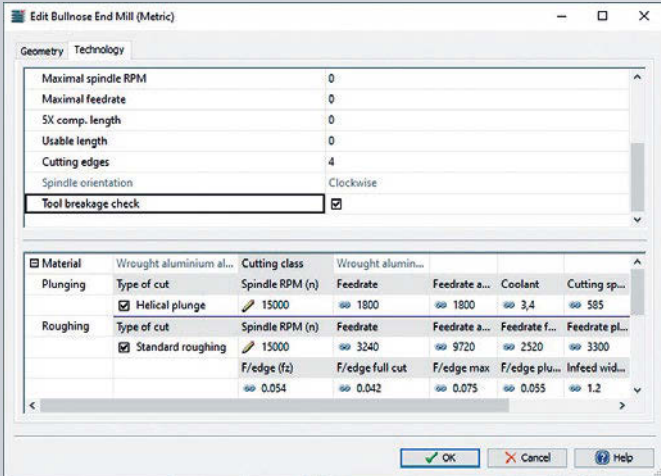 Edit Bullnose End Mill (Metric)
Geometry Technology
Maximal spindle RPM 0
Maximal feedrate 0
5X comp. length 0
Usable length 0
Cutting edges 4
Spindle orientation Clockwise
Tool breakage check
Material Wrought aluminium al... Cutting class Wrought alumin...
Plunging Type of cut Spindle RPM (n) Feedrate Feedrate a... Coolant Cutting sp...
Helical plunge 15000 1800 1800 3,4 585
Roughing Type of cut Spindle RPM (n) Feedrate Feedrate a... Feedrate f... Feedrate pl...
Standard roughing 15000 3240 9720 2520 3300
F/edge (fz) F/edge full cut F/edge max F/edge plu... Infeed wid...
0.054 0.042 0.075 0.055 1.2
OK Cancel Help